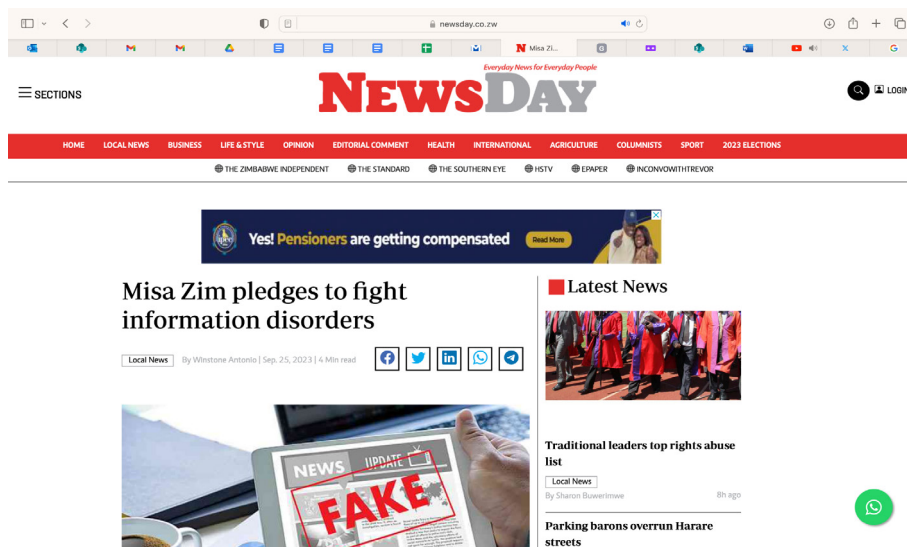 newsday.co.zw
Misa Zi...
SECTIONS
Everyday News for Everyday People
NEWSDAY
LOGIN
HOME LOCAL NEWS BUSINESS LIFE & STYLE OPINION EDITORIAL COMMENT HEALTH INTERNATIONAL AGRICULTURE COLUMNISTS SPORT 2023 ELECTIONS
THE ZIMBABWE INDEPENDENT THE STANDARD THE SOUTHERN EYE HSTV EPAPER INCONVOWITHTREVOR
Yes! Pensioners are getting compensated Read More
Misa Zim pledges to fight
information disorders
Local News By Winstone Antonio | Sep. 25, 2023 | 4 Min read
NEWS UPDATE
FAKE
Latest News
Traditional leaders top rights abuse
list
Local News
By Sharon Buwerimwe 8h ago
Parking barons overrun Harare
streets